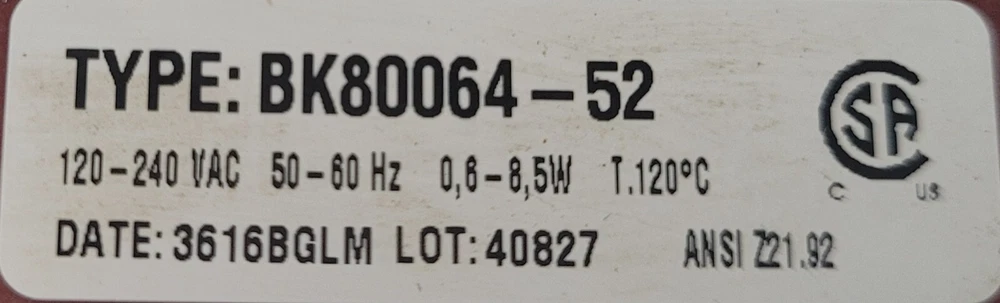 TYPE: BK80064-52
120-240 VAC 50-60 Hz 0,6-8,5W T.120°C
DATE: 3616BGLM LOT: 40827 ANSI Z21.92
CSA
C US